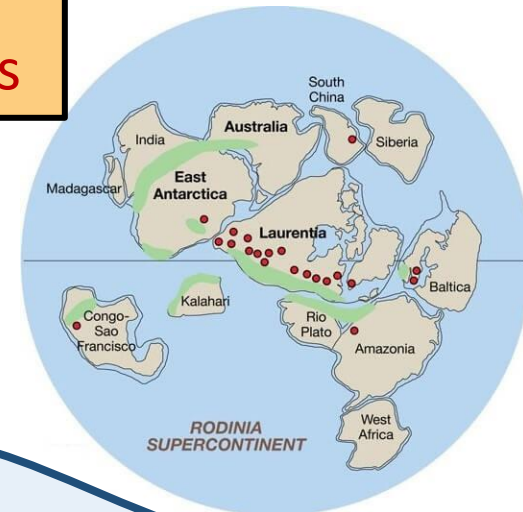 s
South
China
Australia
India
Siberia
East
Antarctica
Madagascar
Laurentia
Baltica
Kalahari
Congo-
Sao
Francisco
Rio
Plato
Amazonia
West
Africa
RODINIA
SUPERCONTINENT